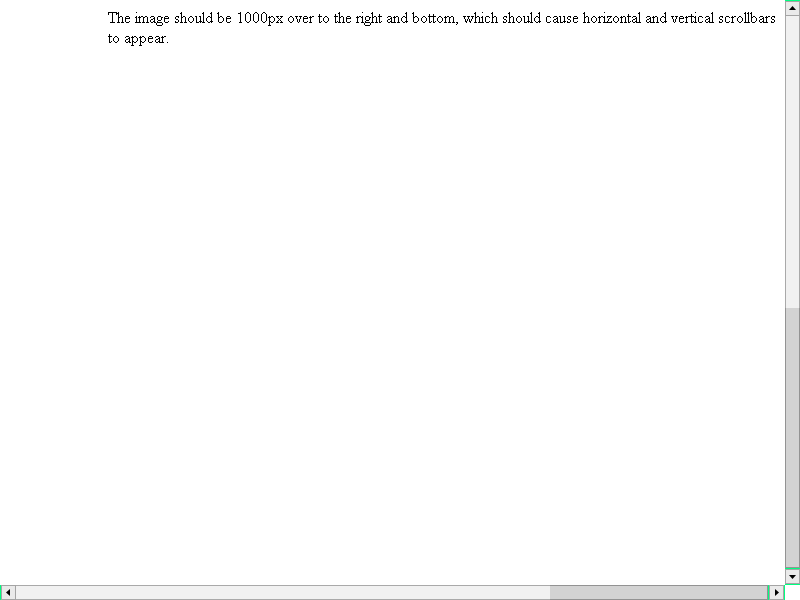 The image should be 1000px over to the right and bottom, which should cause horizontal and vertical scrollbars
to appear.